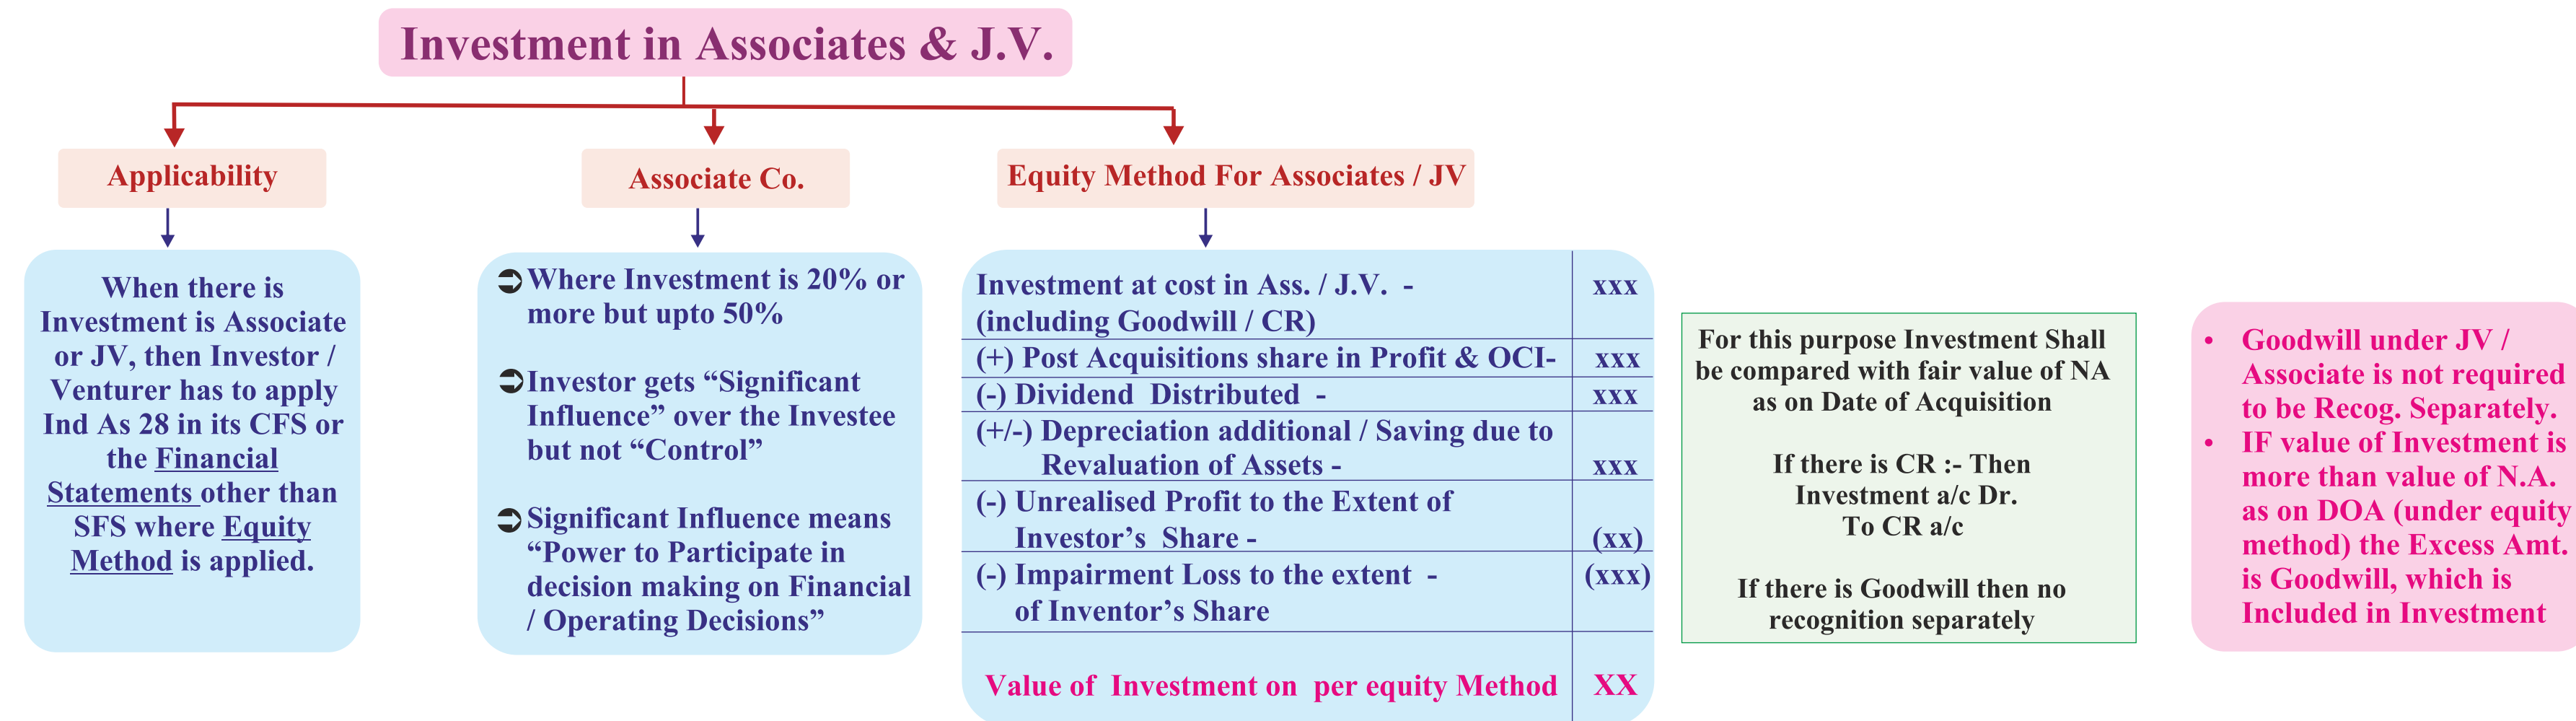 Investment in Associates & J.V.
Applicability
When there is
Investment is Associate
or JV, then Investor /
Venturer has to apply
Ind As 28 in its CFS or
the Financial
Statements other than
SFS where Equity
Method is applied.
Associate Co.
➲ Where Investment is 20% or
more but upto 50%
➲ Investor gets “Significant
Influence” over the Investee
but not “Control”
➲ Significant Influence means
“Power to Participate in
decision making on Financial
/ Operating Decisions”
Equity Method For Associates / JV
Investment at cost in Ass. / J.V. - xxx
(including Goodwill / CR)
(+) Post Acquisitions share in Profit & OCI- xxx
(-) Dividend Distributed - xxx
(+/-) Depreciation additional / Saving due to
Revaluation of Assets - xxx
(-) Unrealised Profit to the Extent of
Investor’s Share - (xx)
(-) Impairment Loss to the extent - (xxx)
of Inventor’s Share
Value of Investment on per equity Method XX
For this purpose Investment Shall
be compared with fair value of NA
as on Date of Acquisition
If there is CR :- Then
Investment a/c Dr.
To CR a/c
If there is Goodwill then no
recognition separately
• Goodwill under JV /
Associate is not required
to be Recog. Separately.
• IF value of Investment is
more than value of N.A.
as on DOA (under equity
method) the Excess Amt.
is Goodwill, which is
Included in Investment